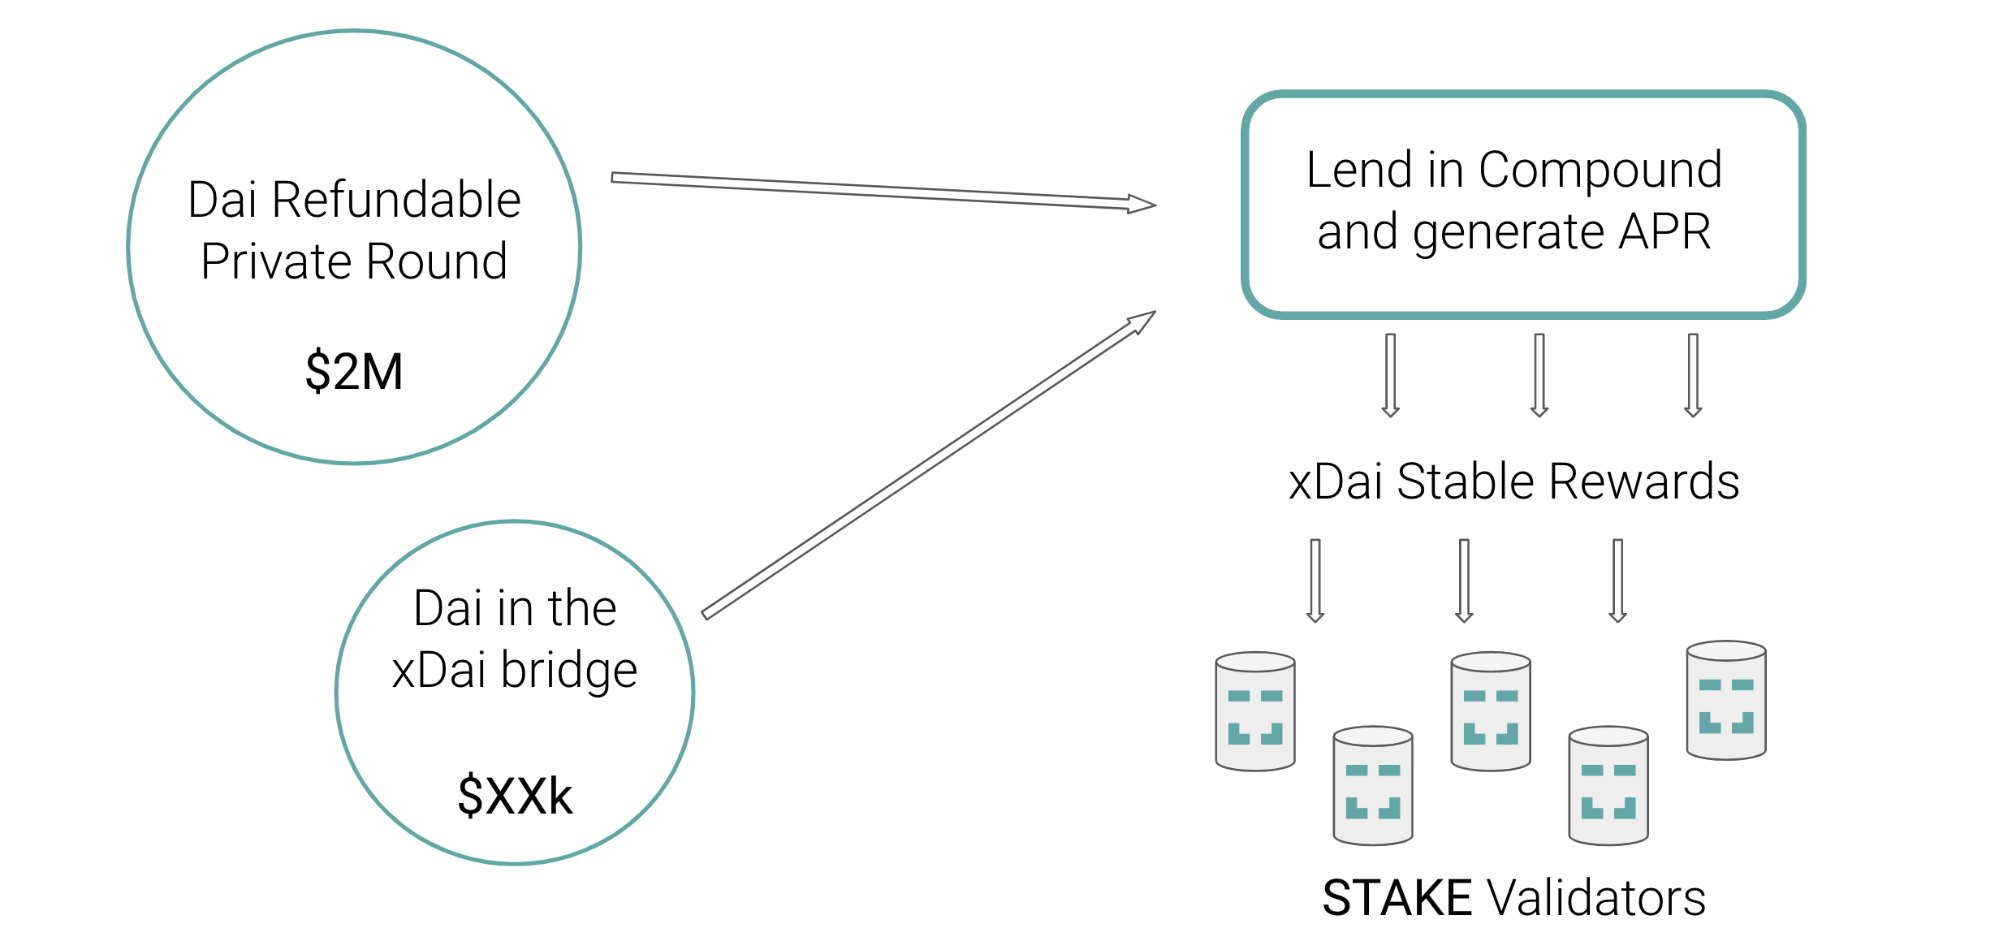 Dai Refundable
Private Round
$2M
Dai in the
xDai bridge
$XXk
Lend in Compound
and generate APR
xDai Stable Rewards
STAKE Validators